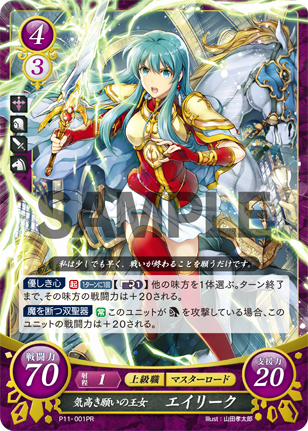 4
3
SAMPLE
私は少しでも早く、戦いが終わることを願うだけです。
優しき心 起 1ターンに1回 【 1】他の味方を1体選ぶ。ターン終了
まで、その味方の戦闘力は＋20される。
魔を断つ双聖器 常 このユニットが を攻撃している場合、この
ユニットの戦闘力は＋20される。
戦闘力
70
射程 1 上級職 マスターロード
支援力
20
気高き願いの王女 エイリーク
P11-001PR
Illust：山田孝太郎